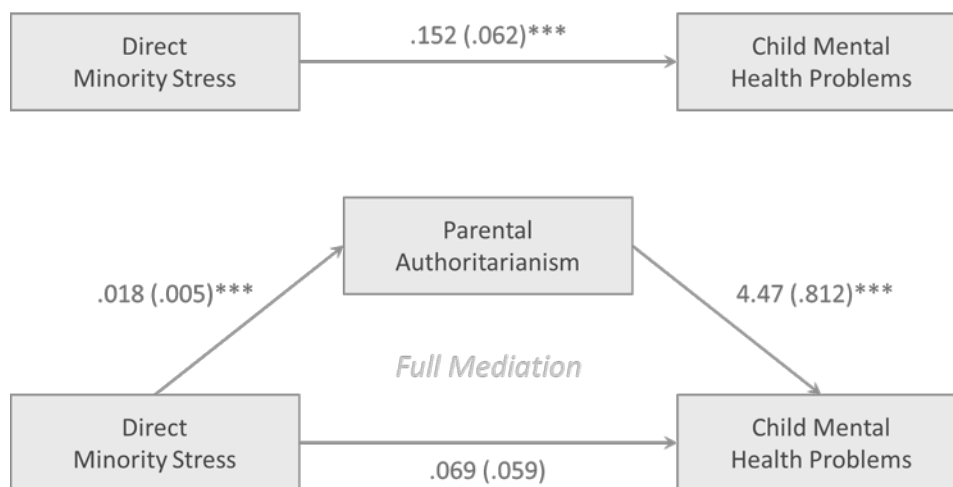 Direct
Minority Stress
.152 (.062)***
Child Mental
Health Problems
Parental
Authoritarianism
.018 (.005)***
4.47 (.812)***
Full Mediation
Direct
Minority Stress
.069 (.059)
Child Mental
Health Problems